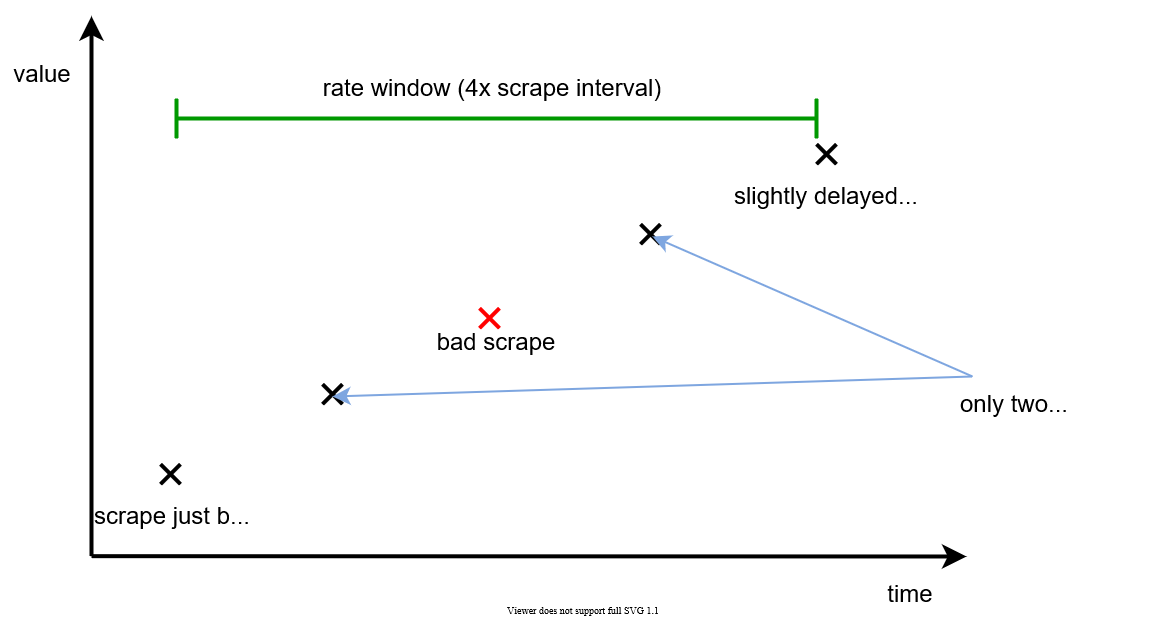 value
rate window (4x scrape interval)
slightly delayed...
bad scrape
only two...
scrape just b...
time
Viewer does not support full SVG 1.1